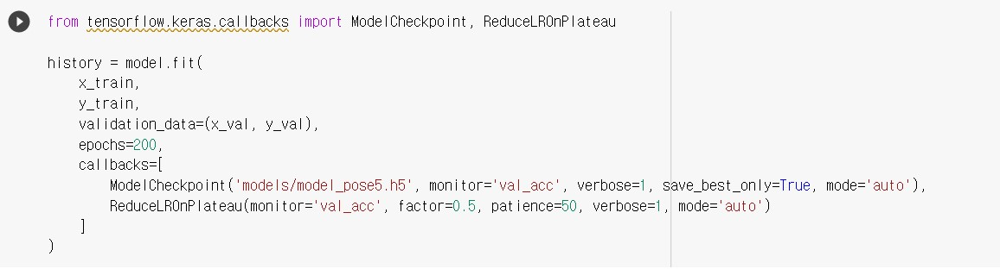 from tensorflow.keras.callbacks import ModelCheckpoint, ReduceLROnPlateau

history = model.fit(
    x_train,
    y_train,
    validation_data=(x_val, y_val),
    epochs=200,
    callbacks=[
        ModelCheckpoint('models/model_pose5.h5', monitor='val_acc', verbose=1, save_best_only=True, mode='auto'),
        ReduceLROnPlateau(monitor='val_acc', factor=0.5, patience=50, verbose=1, mode='auto')
    ]
)